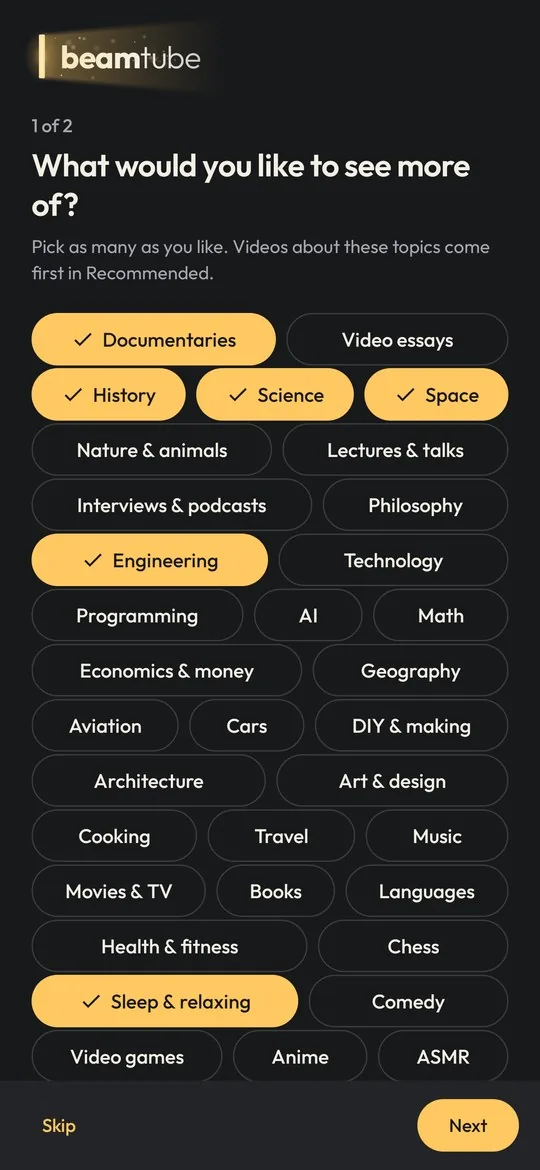 beamtube
1 of 2
What would you like to see more
of?
Pick as many as you like. Videos about these topics come
first in Recommended.
Documentaries Video essays
History Science Space
Nature & animals Lectures & talks
Interviews & podcasts Philosophy
Engineering Technology
Programming AI Math
Economics & money Geography
Aviation Cars DIY & making
Architecture Art & design
Cooking Travel Music
Movies & TV Books Languages
Health & fitness Chess
Sleep & relaxing Comedy
Video games Anime ASMR
Skip Next